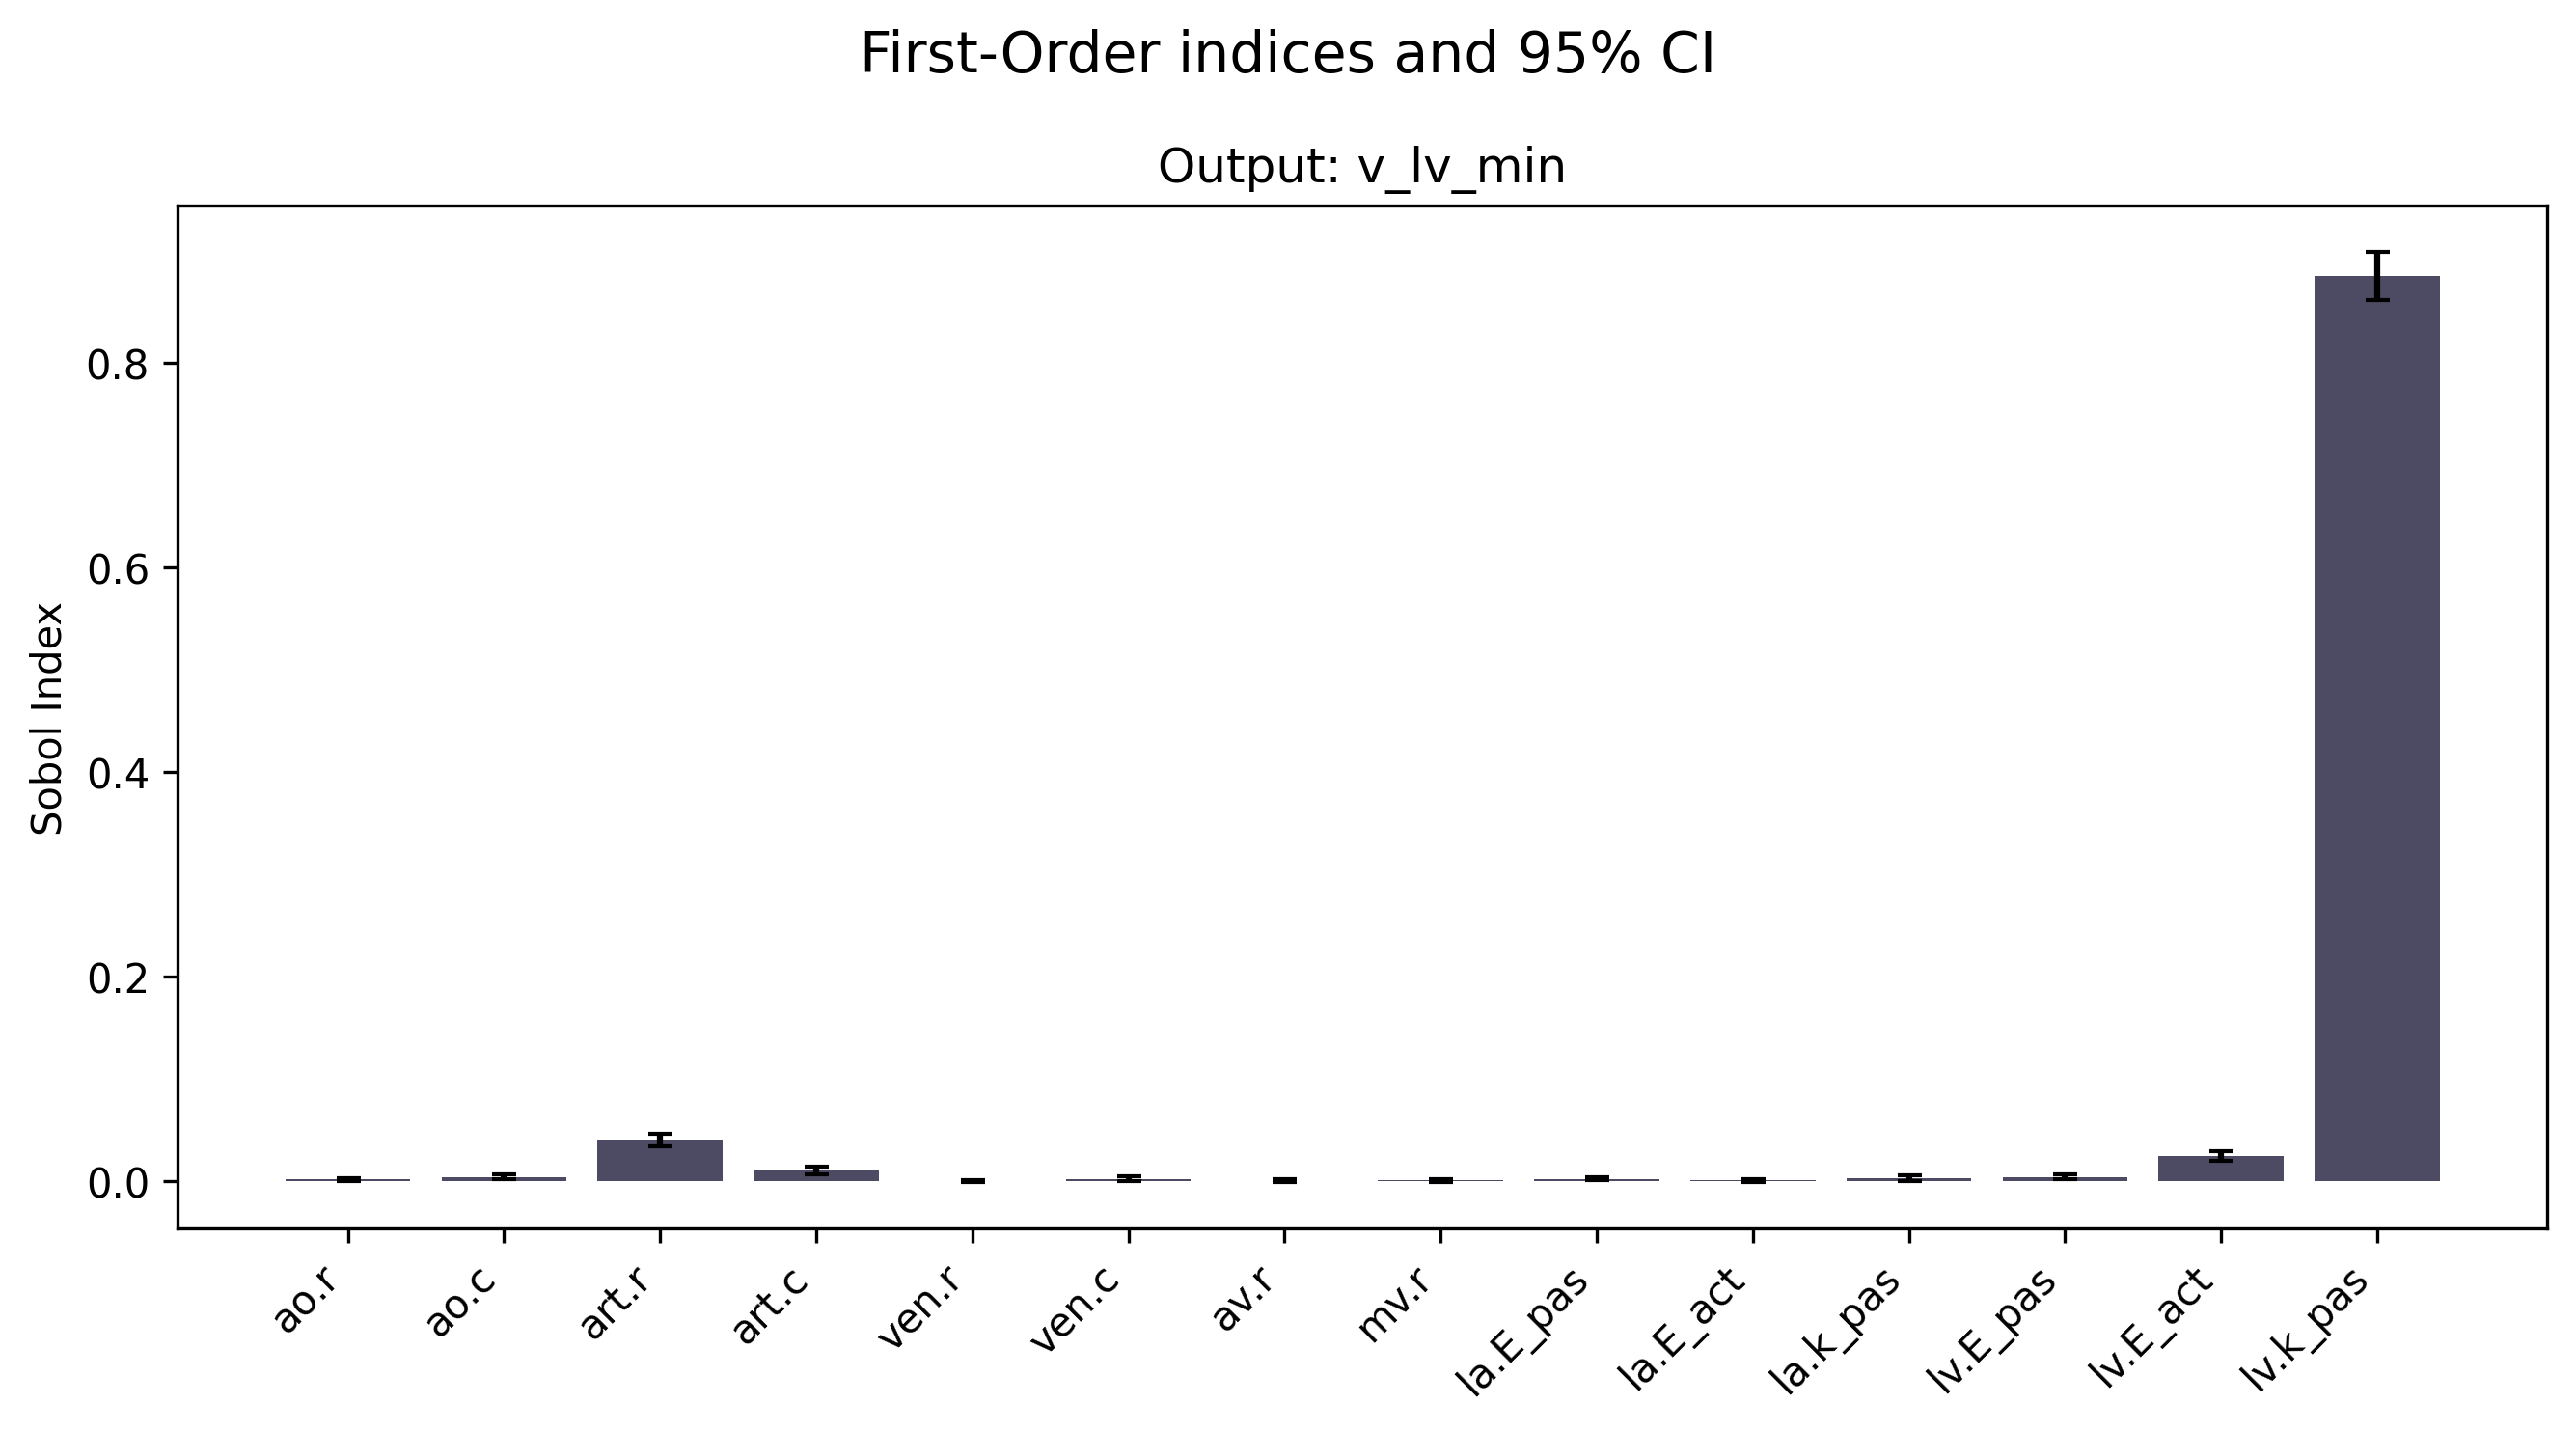 First-Order indices and 95% CI
Output: v_lv_min
Sobol Index
0.8
0.6
0.4
0.2
0.0
ao.r
ao.c
art.r
art.c
ven.r
ven.c
av.r
mv.r
la.E_pas
la.E_act
la.k_pas
lv.E_pas
lv.E_act
lv.k_pas